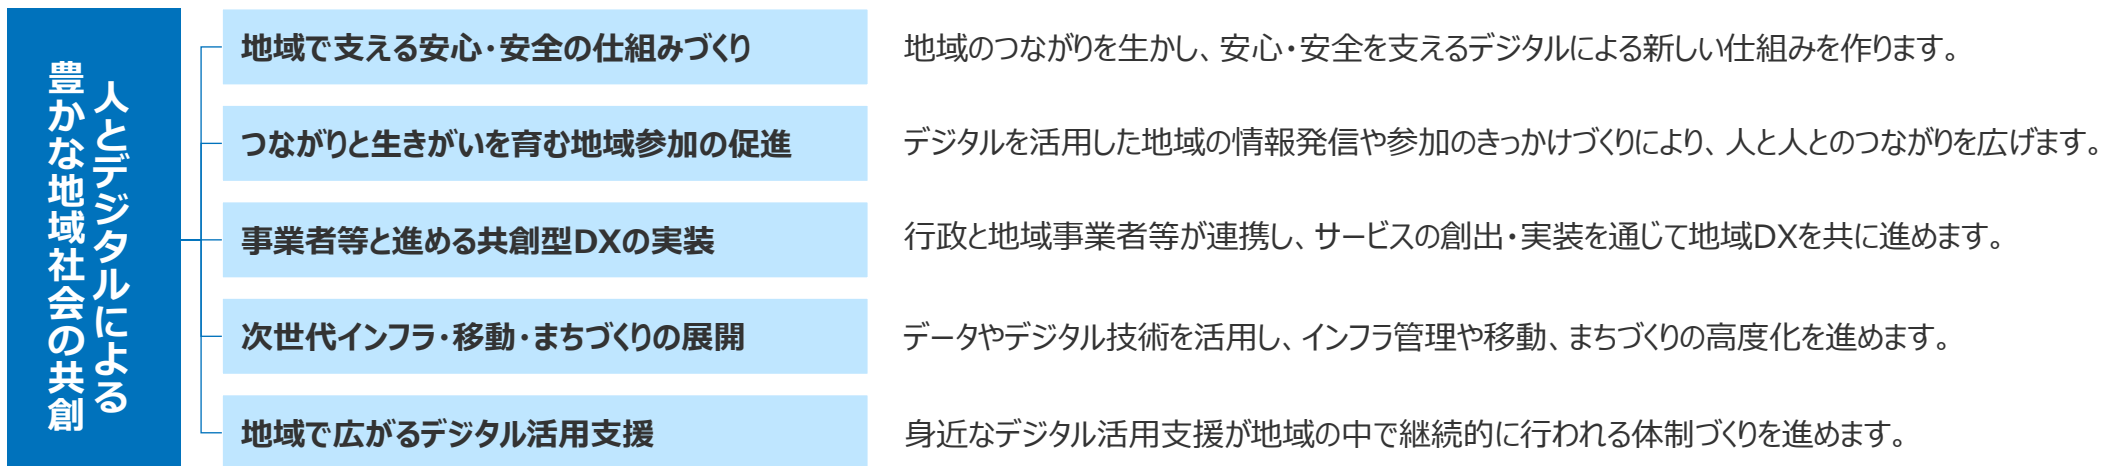 人とデジタルによる
豊かな地域社会の共創
地域で支える安心・安全の仕組みづくり
地域のつながりを生かし、安心・安全を支えるデジタルによる新しい仕組みを作ります。
つながりと生きがいを育む地域参加の促進
デジタルを活用した地域の情報発信や参加のきっかけづくりにより、人と人とのつながりを広げます。
事業者等と進める共創型DXの実装
行政と地域事業者等が連携し、サービスの創出・実装を通じて地域DXを共に進めます。
次世代インフラ・移動・まちづくりの展開
データやデジタル技術を活用し、インフラ管理や移動、まちづくりの高度化を進めます。
地域で広がるデジタル活用支援
身近なデジタル活用支援が地域の中で継続的に行われる体制づくりを進めます。